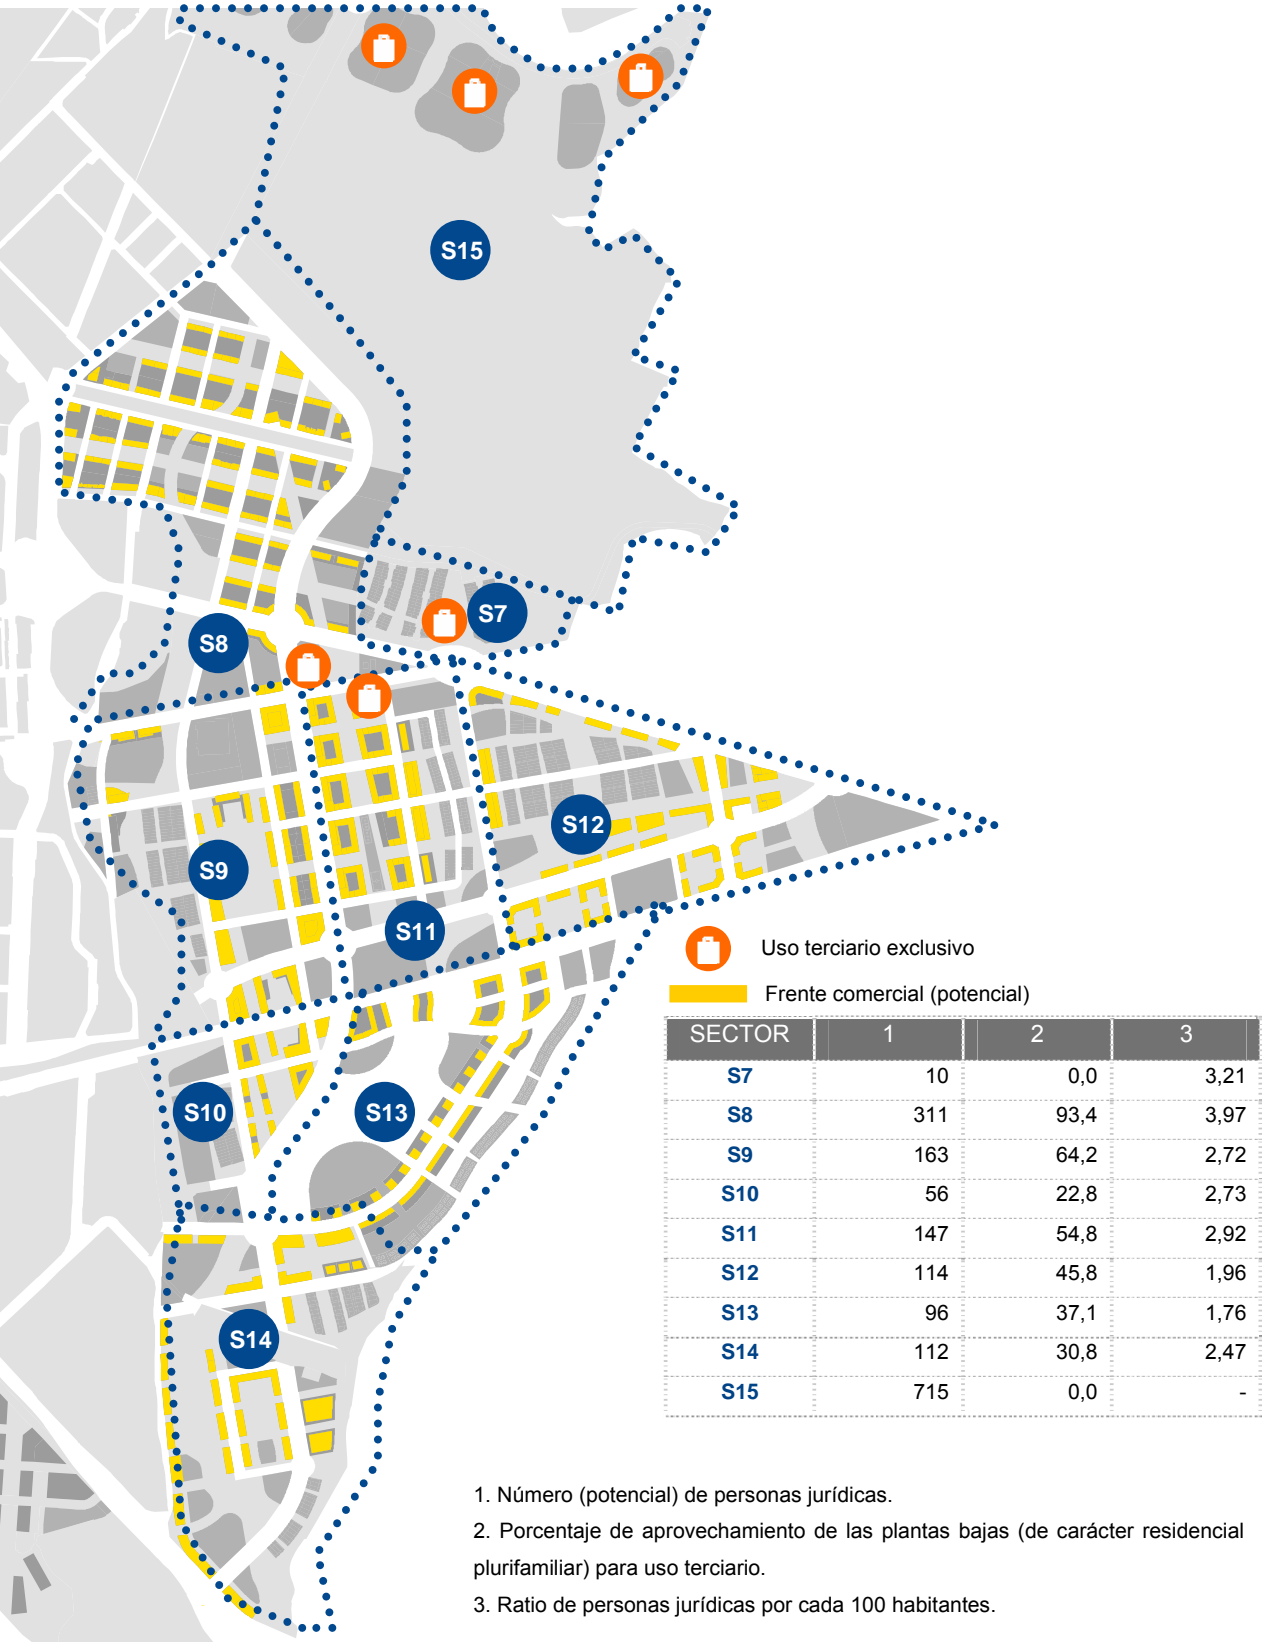 S15
S7
S8
S12
S9
S11
S10
S13
S14
Uso terciario exclusivo
Frente comercial (potencial)
SECTOR 1 2 3
S7 10 0,0 3,21
S8 311 93,4 3,97
S9 163 64,2 2,72
S10 56 22,8 2,73
S11 147 54,8 2,92
S12 114 45,8 1,96
S13 96 37,1 1,76
S14 112 30,8 2,47
S15 715 0,0 -
1. Número (potencial) de personas jurídicas.
2. Porcentaje de aprovechamiento de las plantas bajas (de carácter residencial
plurifamiliar) para uso terciario.
3. Ratio de personas jurídicas por cada 100 habitantes.